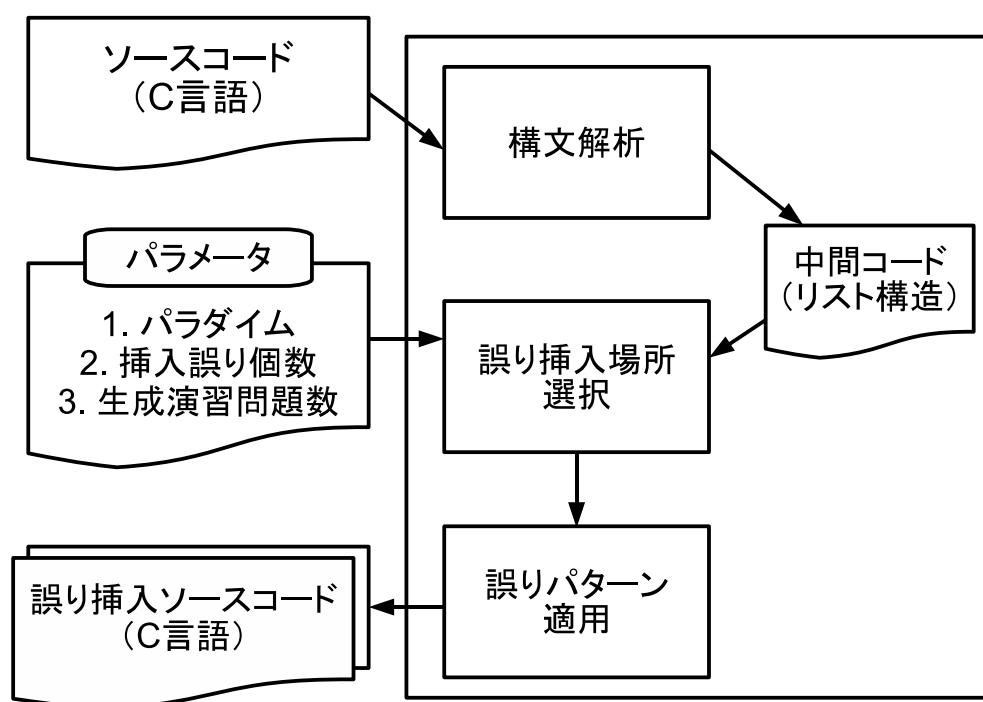 ソースコード
（C言語）
構文解析
中間コード
（リスト構造）
パラメータ
1. パラダイム
2. 挿入誤り個数
3. 生成演習問題数
誤り挿入場所
選択
誤りパターン
適用
誤り挿入ソースコード
（C言語）